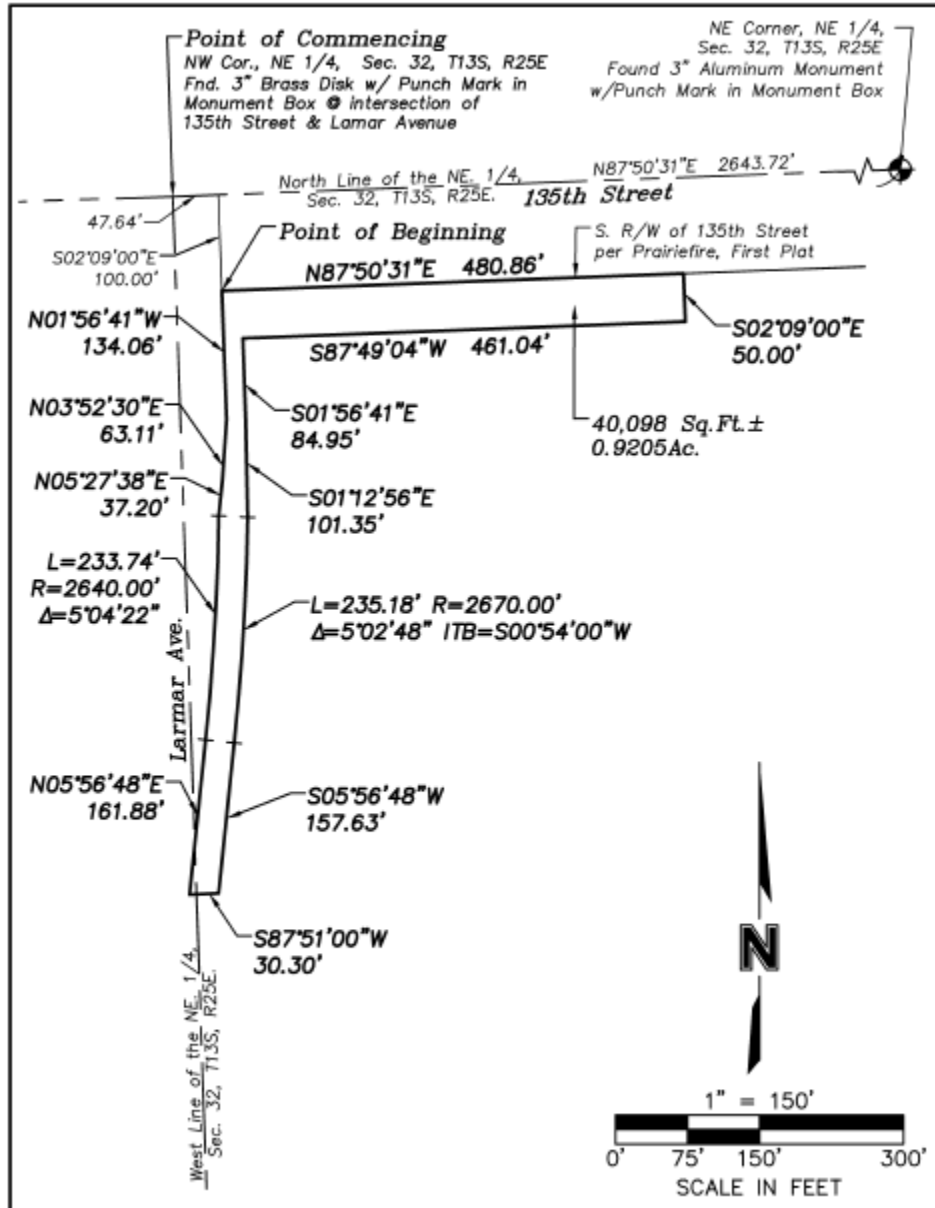 Point of Commencing
NW Cor., NE 1/4, Sec. 32, T13S, R25E
Fnd. 3" Brass Disk w/ Punch Mark in
Monument Box @ intersection of
135th Street & Lamar Avenue
NE Corner, NE 1/4,
Sec. 32, T13S, R25E
Found 3" Aluminum Monument
w/Punch Mark in Monument Box
North Line of the NE. 1/4,
Sec. 32, T13S, R25E.
N87°50'31"E 2643.72'
135th Street
47.64'
S02°09'00"E
100.00'
Point of Beginning
S. R/W of 135th Street
per Prairiefire, First Plat
N87°50'31"E 480.86'
N01°56'41"W
134.06'
S02°09'00"E
50.00'
S87°49'04"W 461.04'
N03°52'30"E
63.11'
S01°56'41"E
84.95'
40,098 Sq.Ft.±
0.9205Ac.
N05°27'38"E
37.20'
S01°12'56"E
101.35'
L=233.74'
R=2640.00'
Δ=5°04'22"
L=235.18' R=2670.00'
Δ=5°02'48" ITB=S00°54'00"W
Larmar Ave.
N05°56'48"E
161.88'
S05°56'48"W
157.63'
S87°51'00"W
30.30'
West Line of the NE. 1/4,
Sec. 32, T13S, R25E.
N
1" = 150'
0' 75' 150' 300'
SCALE IN FEET